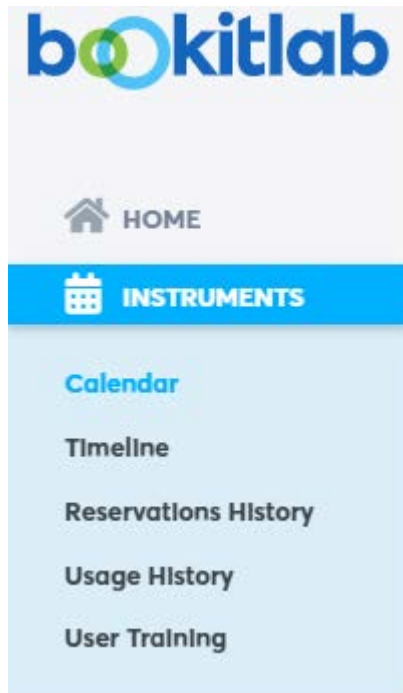 bookitlab
HOME
INSTRUMENTS
Calendar
Timeline
Reservations History
Usage History
User Training